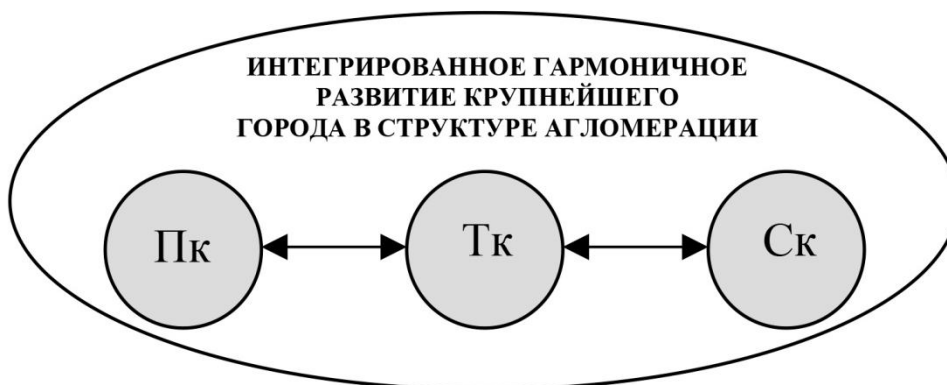 ИНТЕГРИРОВАННОЕ ГАРМОНИЧНОЕ
РАЗВИТИЕ КРУПНЕЙШЕГО
ГОРОДА В СТРУКТУРЕ АГЛОМЕРАЦИИ
Пк Тк Ск